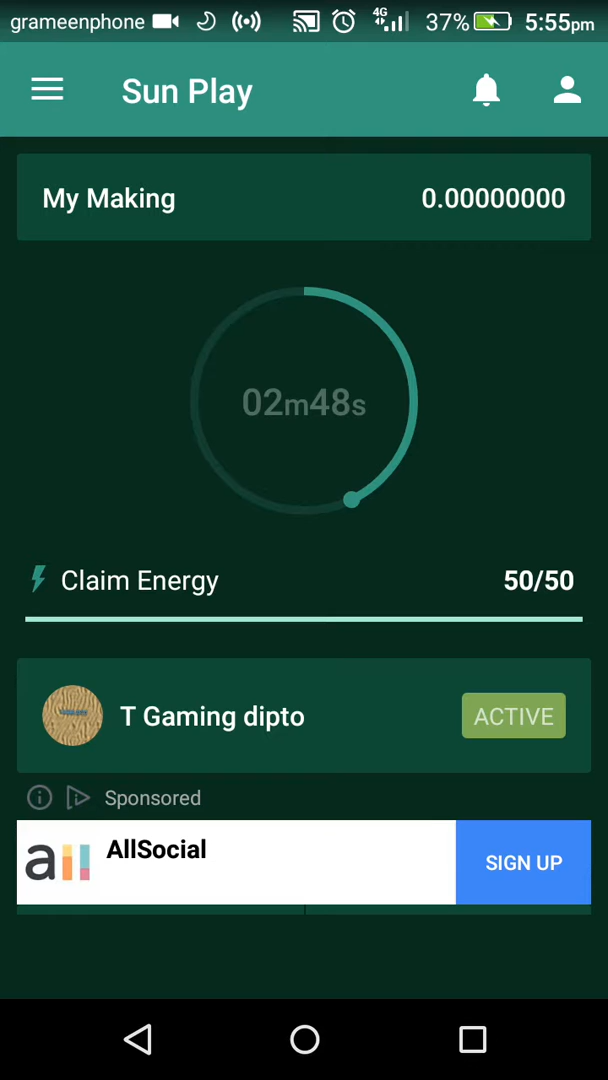 grameenphone 4G 37% 5:55pm
Sun Play
My Making 0.00000000
02m48s
Claim Energy 50/50
T Gaming dipto ACTIVE
Sponsored
all AllSocial SIGN UP